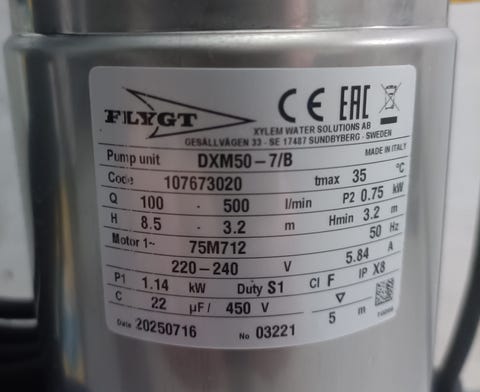 FLYGT CE EAC
XYLEM WATER SOLUTIONS AB
GESÄLLVÄGEN 33 - SE 17487 SUNDBYBERG - SWEDEN
Pump unit DXM50-7/B MADE IN ITALY
Code 107673020 tmax 35 °C
Q 100 - 500 l/min P2 0.75 kW
H 8.5 - 3.2 m Hmin 3.2 m
Motor 1~ 75M712 50 Hz
220-240 V 5.84 A
P1 1.14 kW Duty S1 Cl F IP X8
C 22 µF/ 450 V ▽ 5 m
Date 20250716 No 03221